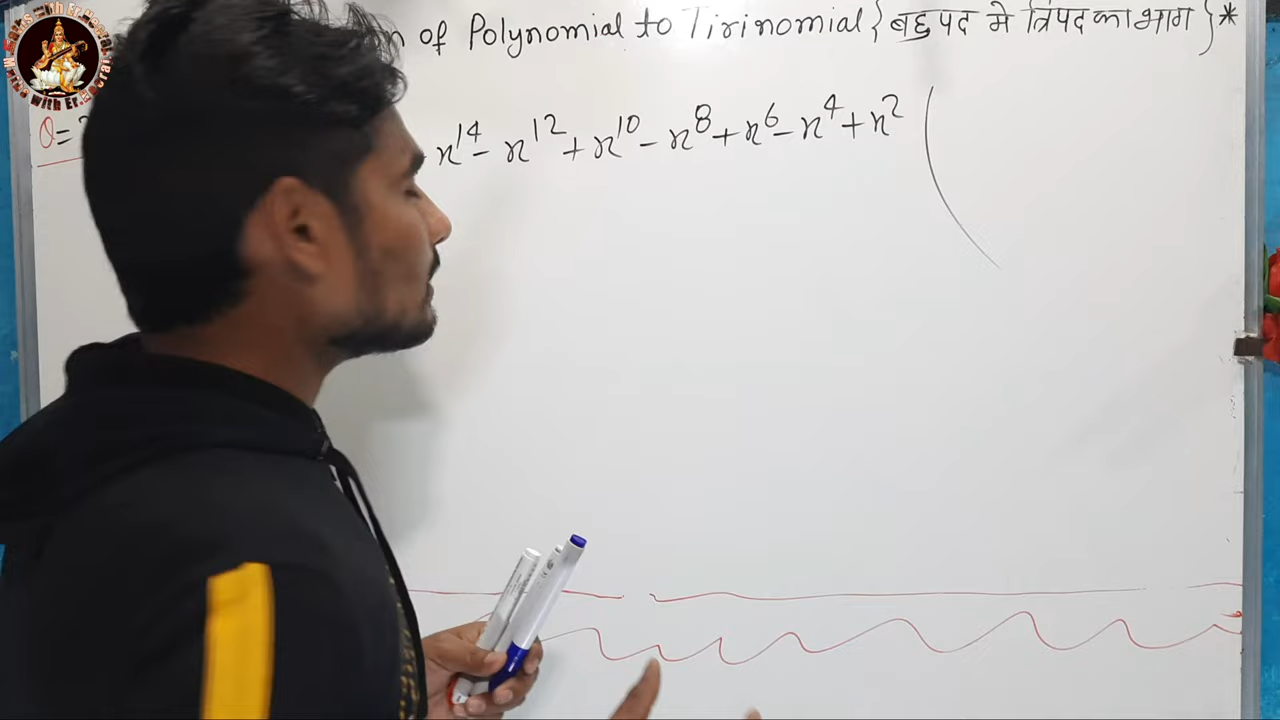 of Polynomial to Tirinomial { बहुपद मे त्रिपद का भाग } *
Q =
x¹⁴ - x¹² + x¹⁰ - x⁸ + x⁶ - x⁴ + x² (